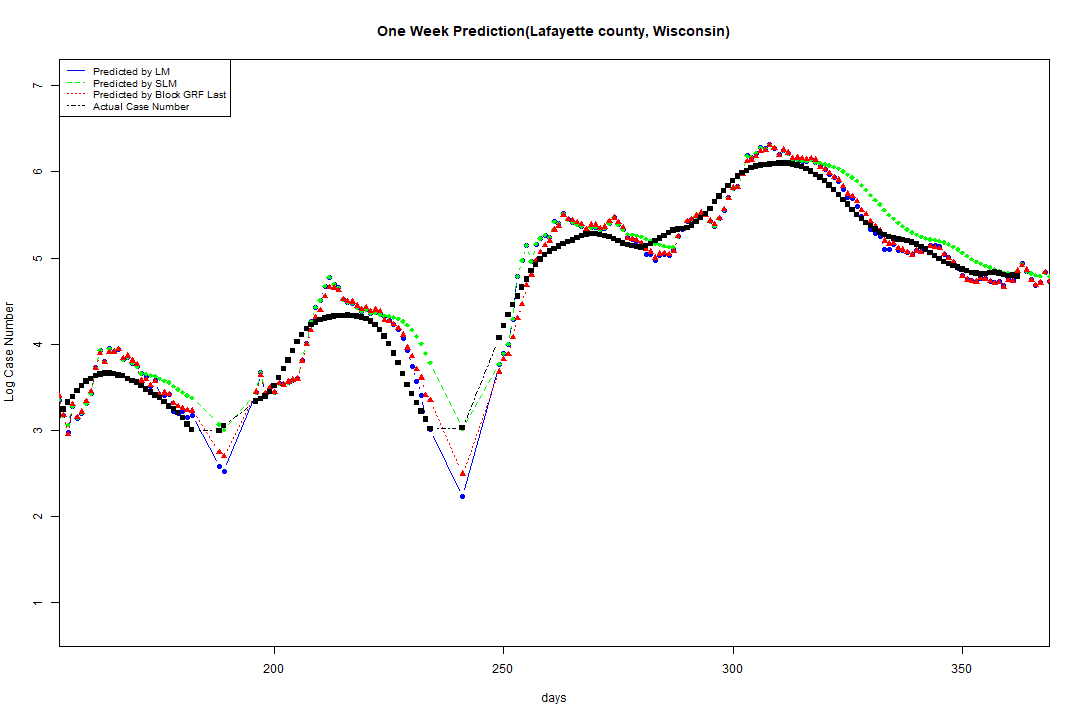 One Week Prediction(Lafayette county, Wisconsin)
Predicted by LM
Predicted by SLM
Predicted by Block GRF Last
Actual Case Number
7
6
5
4
3
2
1
Log Case Number
200 250 300 350
days